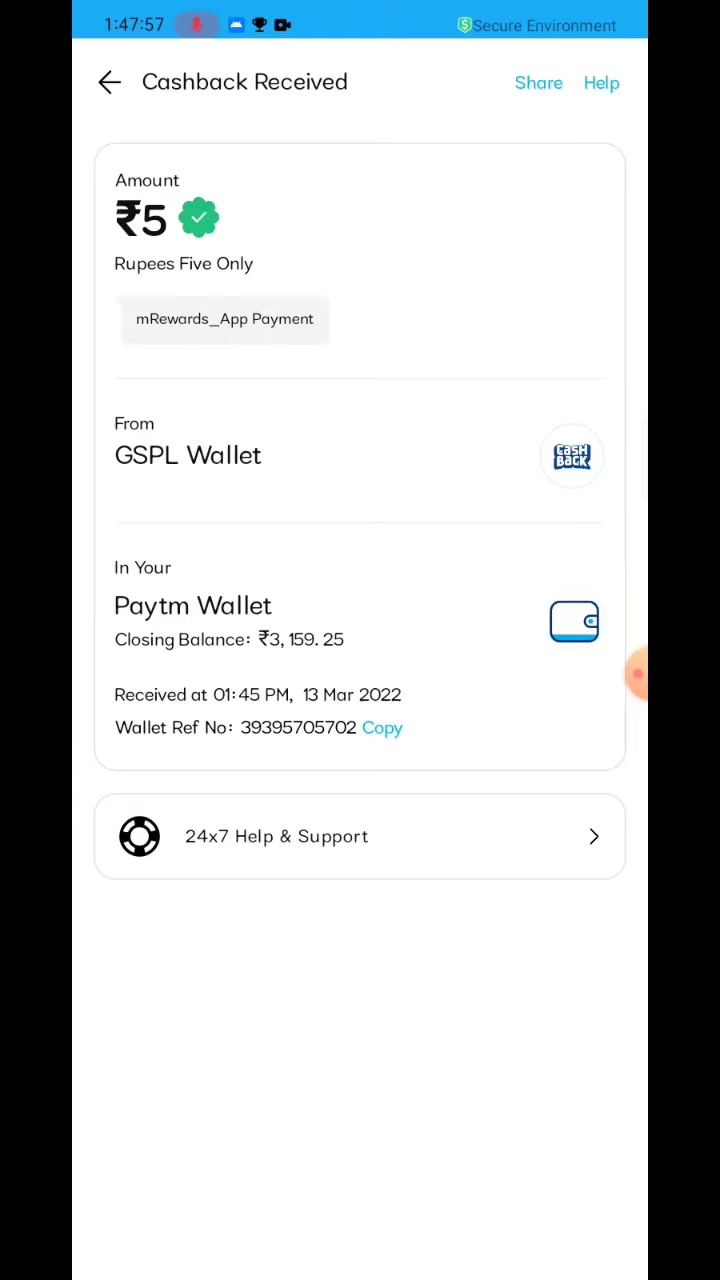 1:47:57
Secure Environment
Cashback Received
Share Help
Amount
₹5
Rupees Five Only
mRewards_App Payment
From
GSPL Wallet
CASH
BACK
In Your
Paytm Wallet
Closing Balance: ₹3, 159. 25
Received at 01:45 PM, 13 Mar 2022
Wallet Ref No: 39395705702 Copy
24x7 Help & Support